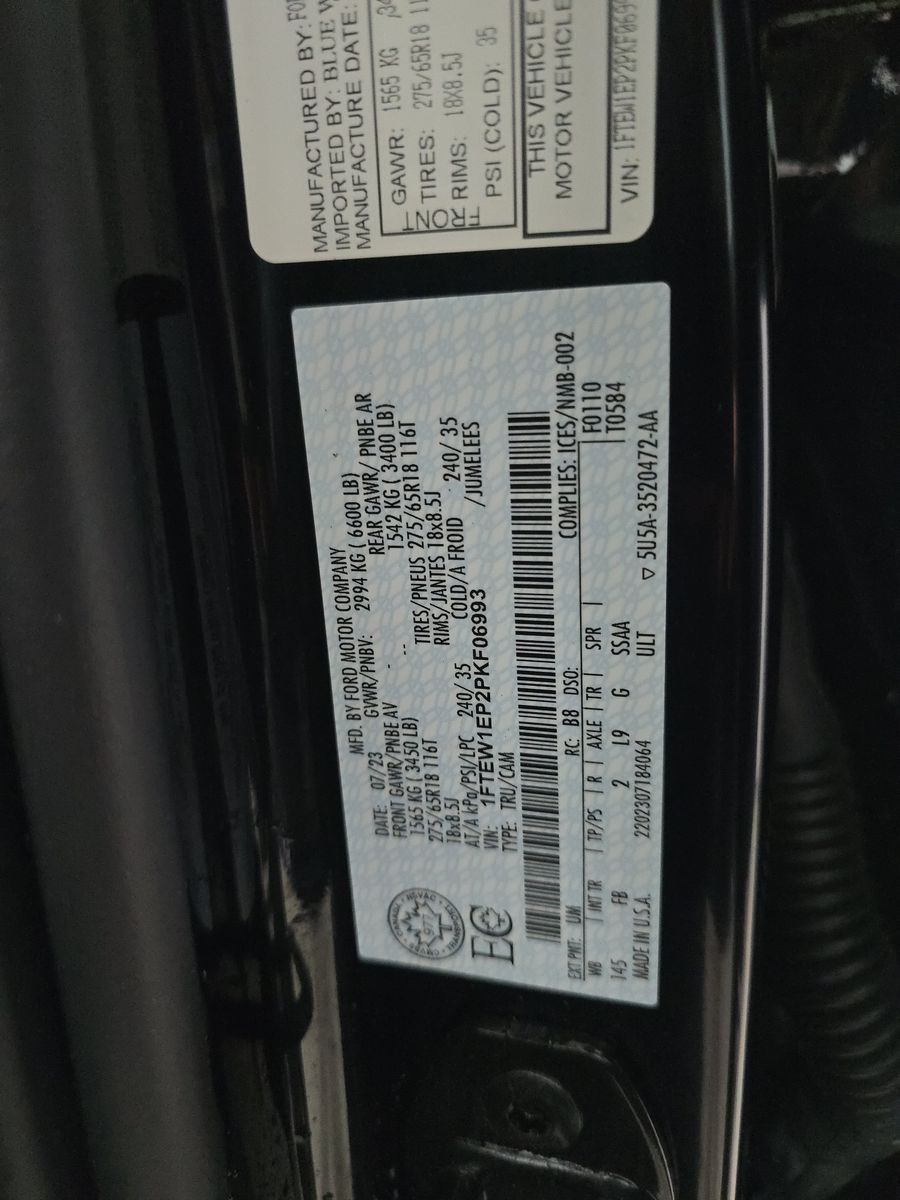 MANUFACTURED BY:
IMPORTED BY: BLUE
MANUFACTURE DATE:
GAWR: 1565 KG
TIRES: 275/65R18
RIMS: 18X8.5J
PSI (COLD): 35
FRONT
THIS VEHICLE
MOTOR VEHICLE
VIN: 1FTEW1EP2PKF069
MFD. BY FORD MOTOR COMPANY
DATE: 07/23 GVWR/PNBV: 2994 KG ( 6600 LB)
FRONT GAWR/PNBE AV - REAR GAWR/ PNBE AR
1565 KG ( 3450 LB) -- 1542 KG ( 3400 LB)
275/65R18 116T TIRES/PNEUS 275/65R18 116T
18x8.5J RIMS/JANTES 18x8.5J
AT/A kPa/PSI/LPC 240/ 35 COLD/A FROID 240/ 35
VIN: 1FTEW1EP2PKF06993 /JUMELEES
TYPE: TRU/CAM
COMPLIES: ICES/NMB-002
EXT PNT: UM RC: B8 DSO:
WB | INT TR | TP/PS | R | AXLE | TR | SPR | F0110
145 FB 2 L9 G SSAA T0584
MADE IN U.S.A. 2202307184064 ULT ▽ 5U5A-3520472-AA